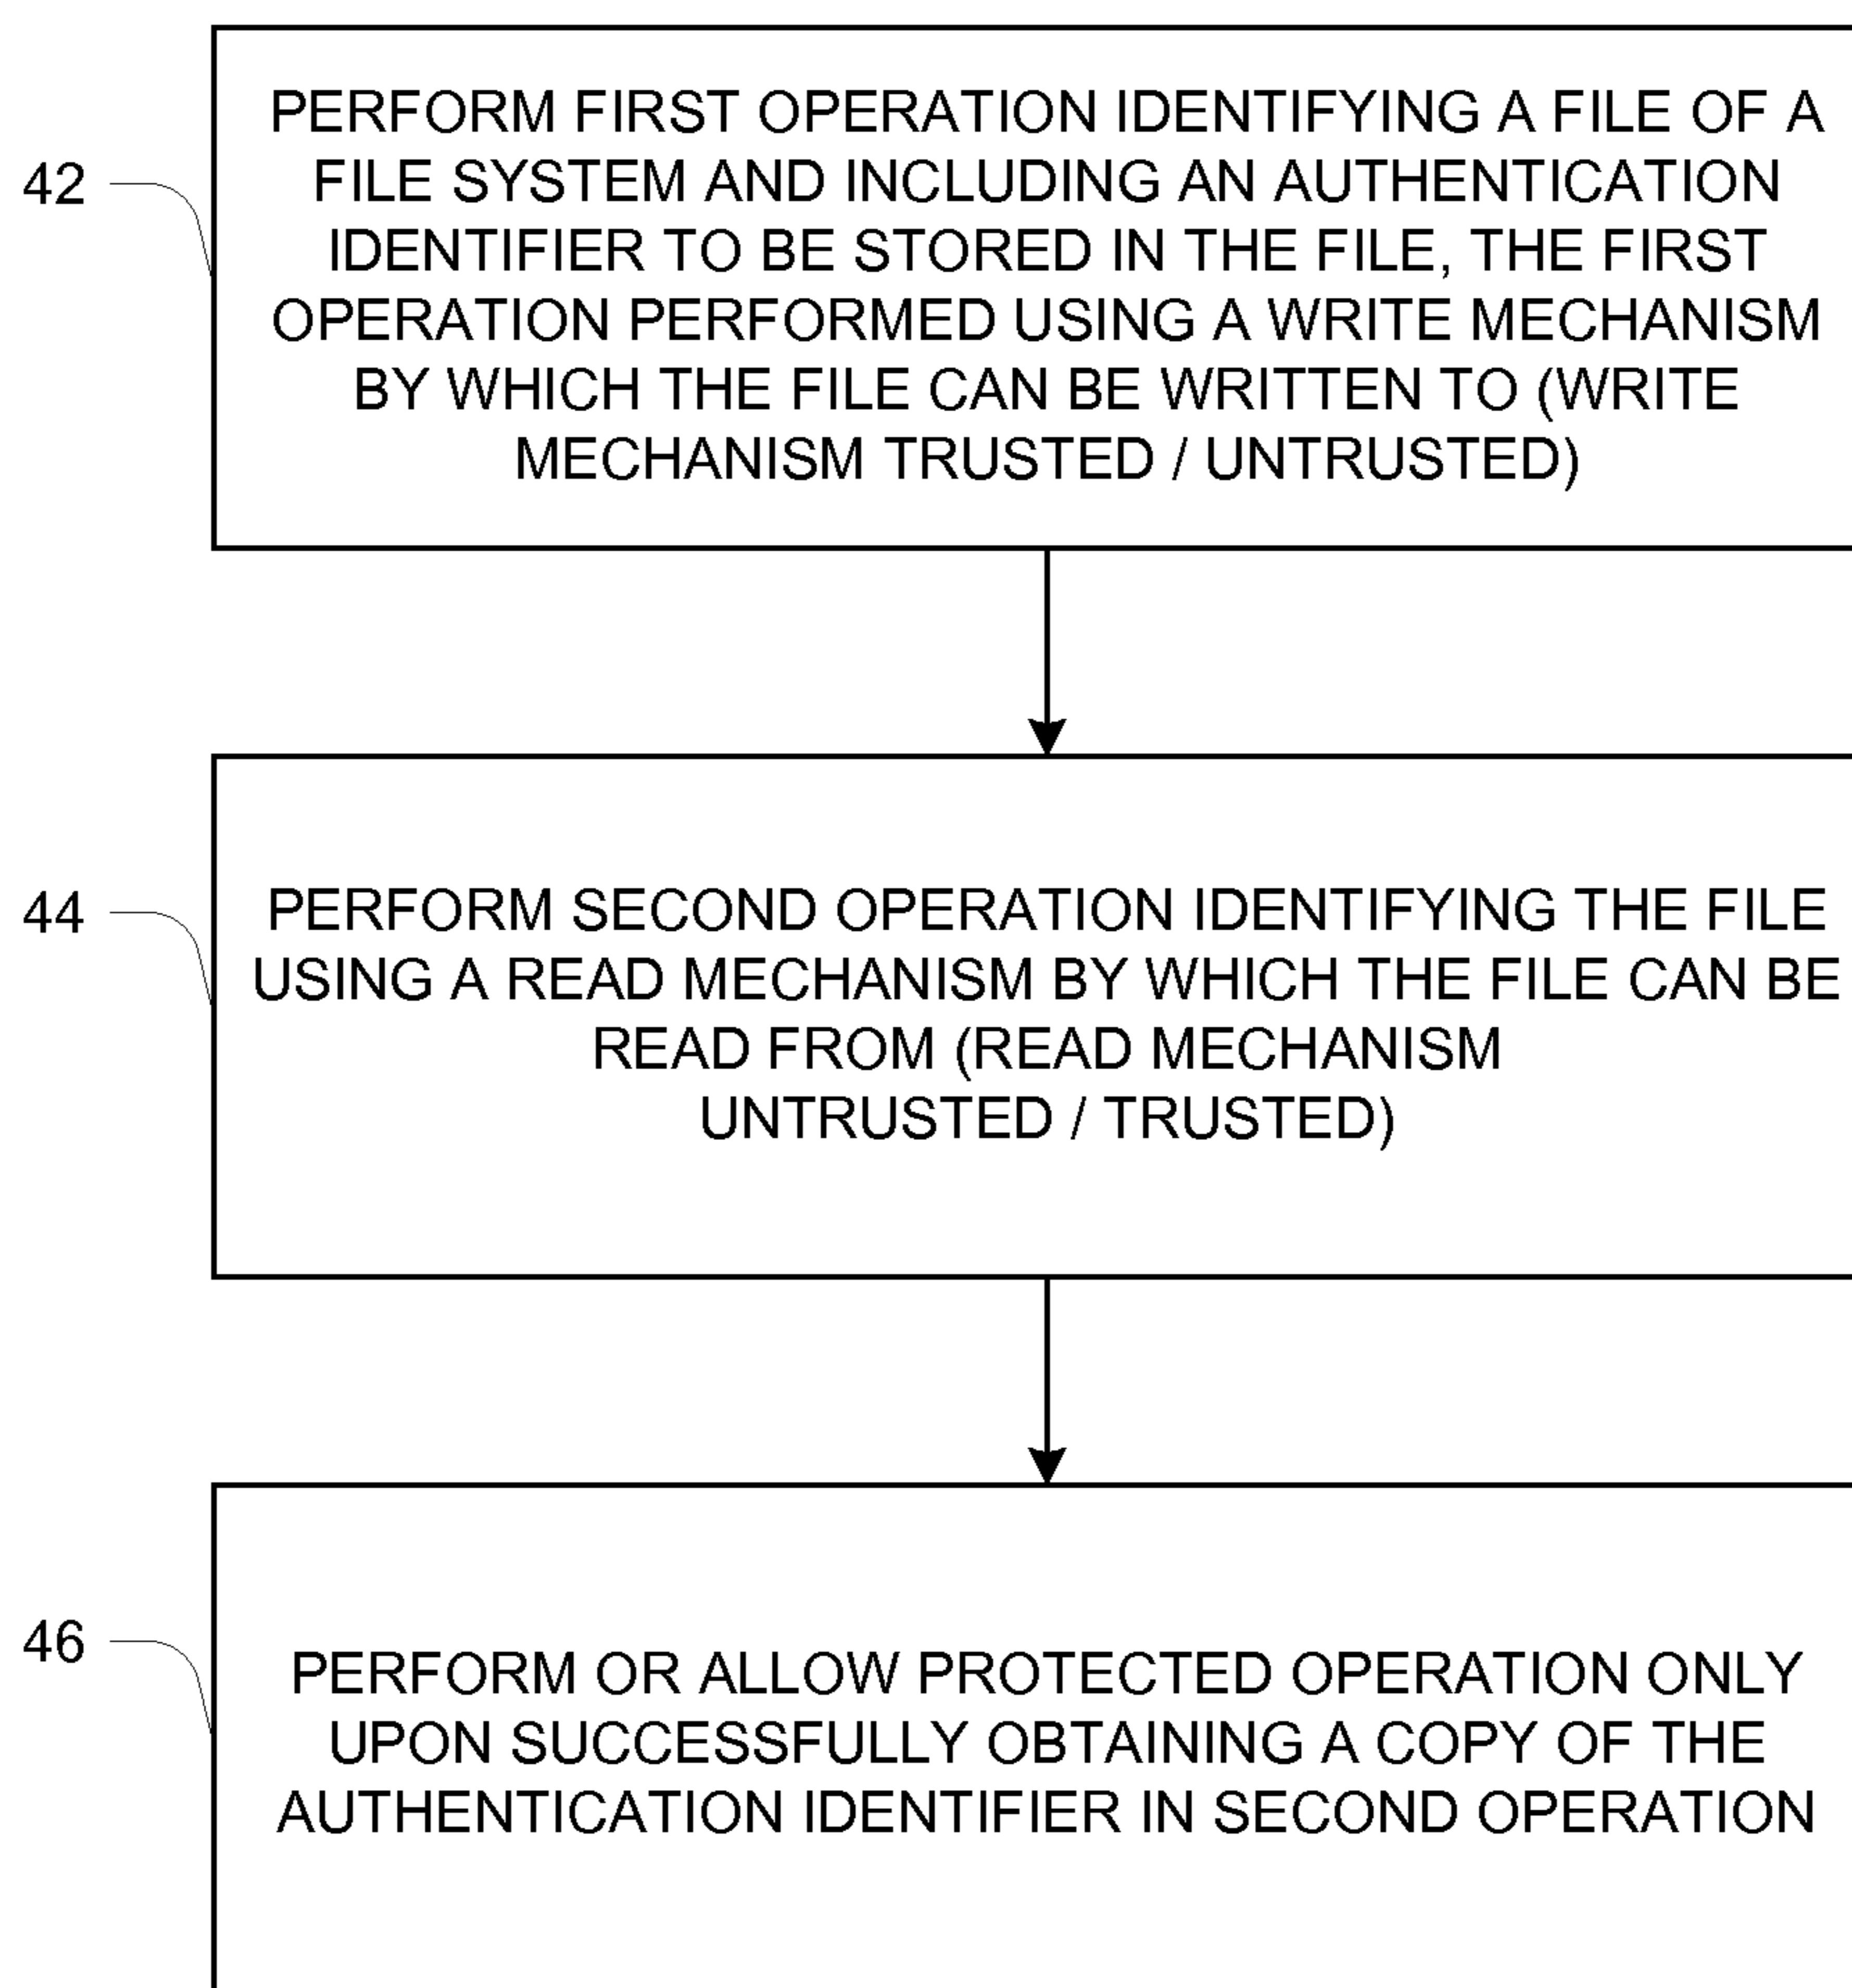 PERFORM FIRST OPERATION IDENTIFYING A FILE OF A
42
FILE SYSTEM AND INCLUDING AN AUTHENTICATION
IDENTIFIER TO BE STORED IN THE FILE, THE FIRST
OPERATION PERFORMED USING A WRITE MECHANISM
BY WHICH THE FILE CAN BE WRITTEN TO (WRITE
MECHANISM TRUSTED / UNTRUSTED)
44
PERFORM SECOND OPERATION IDENTIFYING THE FILE
USING A READ MECHANISM BY WHICH THE FILE CAN BE
READ FROM (READ MECHANISM
UNTRUSTED / TRUSTED)
46
PERFORM OR ALLOW PROTECTED OPERATION ONLY
UPON SUCCESSFULLY OBTAINING A COPY OF THE
AUTHENTICATION IDENTIFIER IN SECOND OPERATION